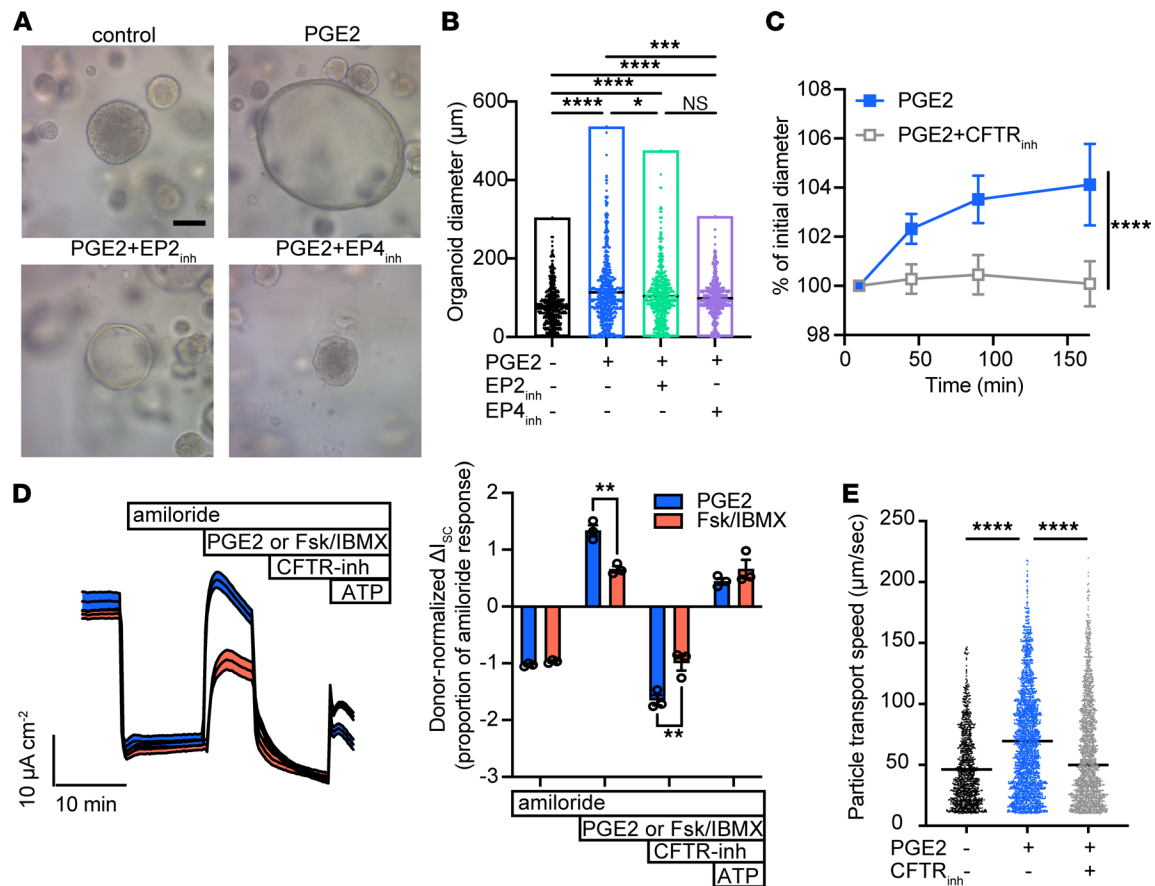 A
control
PGE2
PGE2+EP2inh
PGE2+EP4inh
B
***
****
****
**** * NS
Organoid diameter (µm)
600
400
200
0
PGE2 - + + +
EP2inh - - + -
EP4inh - - - +
C
% of initial diameter
108
106
104
102
100
98
PGE2
PGE2+CFTRinh
****
0 50 100 150
Time (min)
D
amiloride
PGE2 or Fsk/IBMX
CFTR-inh
ATP
10 µA cm-2
10 min
Donor-normalized ΔISC
(proportion of amiloride response)
2
1
0
-1
-2
-3
**
PGE2
Fsk/IBMX
**
amiloride
PGE2 or Fsk/IBMX
CFTR-inh
ATP
E
**** ****
Particle transport speed (µm/sec)
250
200
150
100
50
0
PGE2 - + +
CFTRinh - - +